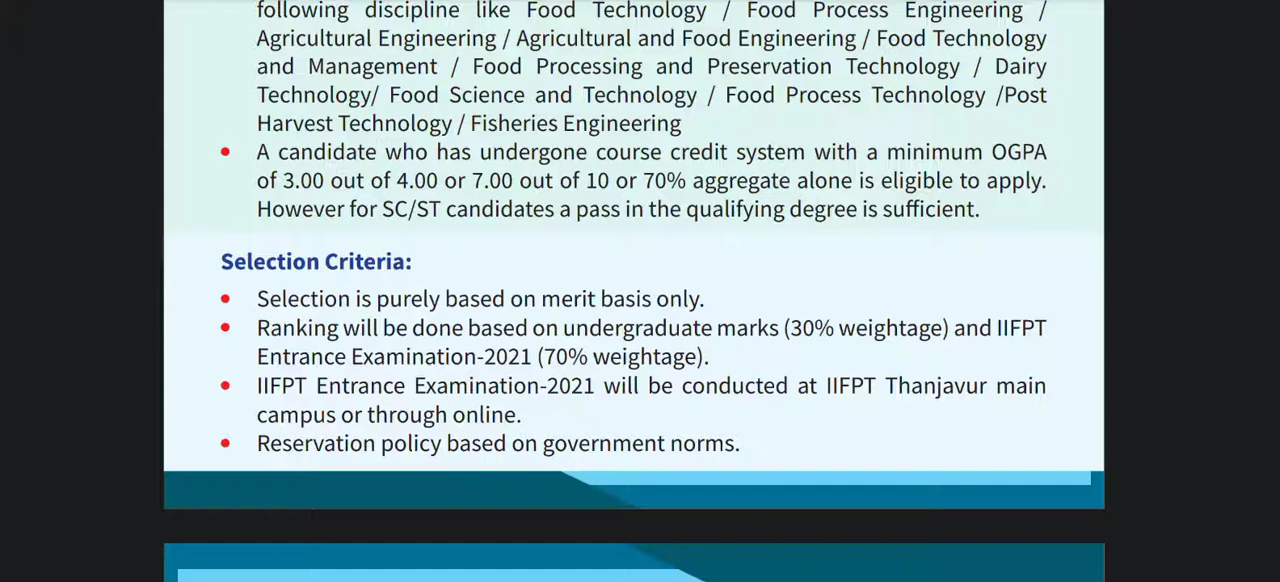 following discipline like Food Technology / Food Process Engineering /
Agricultural Engineering / Agricultural and Food Engineering / Food Technology
and Management / Food Processing and Preservation Technology / Dairy
Technology/ Food Science and Technology / Food Process Technology /Post
Harvest Technology / Fisheries Engineering
• A candidate who has undergone course credit system with a minimum OGPA
of 3.00 out of 4.00 or 7.00 out of 10 or 70% aggregate alone is eligible to apply.
However for SC/ST candidates a pass in the qualifying degree is sufficient.
Selection Criteria:
• Selection is purely based on merit basis only.
• Ranking will be done based on undergraduate marks (30% weightage) and IIFPT
Entrance Examination-2021 (70% weightage).
• IIFPT Entrance Examination-2021 will be conducted at IIFPT Thanjavur main
campus or through online.
• Reservation policy based on government norms.